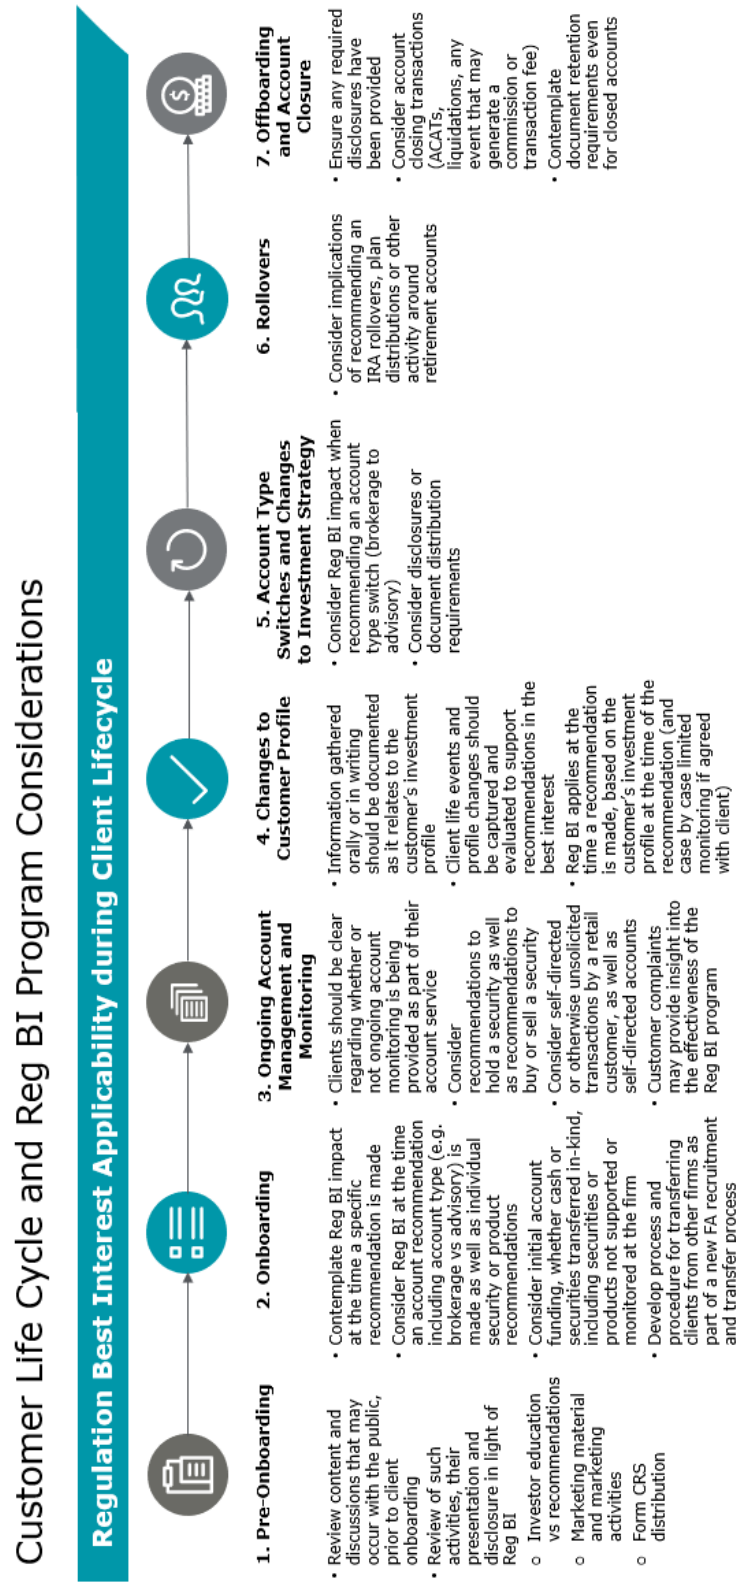 Customer Life Cycle and Reg BI Program Considerations
Regulation Best Interest Applicability during Client Lifecycle
1. Pre-Onboarding
• Review content and
discussions that may
occur with the public,
prior to client
onboarding
• Review of such
activities, their
presentation and
disclosure in light of
Reg BI
o Investor education
vs recommendations
o Marketing material
and marketing
activities
o Form CRS
distribution
2. Onboarding
• Contemplate Reg BI impact
at the time a specific
recommendation is made
• Consider Reg BI at the time
an account recommendation
including account type (e.g.
brokerage vs advisory) is
made as well as individual
security or product
recommendations
• Consider initial account
funding, whether cash or
securities transferred in-kind,
including securities or
products not supported or
monitored at the firm
• Develop process and
procedure for transferring
clients from other firms as
part of a new FA recruitment
and transfer process
3. Ongoing Account
Management and
Monitoring
• Clients should be clear
regarding whether or
not ongoing account
monitoring is being
provided as part of their
account service
• Consider
recommendations to
hold a security as well
as recommendations to
buy or sell a security
• Consider self-directed
or otherwise unsolicited
transactions by a retail
customer, as well as
self-directed accounts
• Customer complaints
may provide insight into
the effectiveness of the
Reg BI program
4. Changes to
Customer Profile
• Information gathered
orally or in writing
should be documented
as it relates to the
customer's investment
profile
• Client life events and
profile changes should
be captured and
evaluated to support
recommendations in the
best interest
• Reg BI applies at the
time a recommendation
is made, based on the
customer's investment
profile at the time of the
recommendation (and
case by case limited
monitoring if agreed
with client)
5. Account Type
Switches and Changes
to Investment Strategy
• Consider Reg BI impact when
recommending an account
type switch (brokerage to
advisory)
• Consider disclosures or
document distribution
requirements
6. Rollovers
• Consider implications
of recommending an
IRA rollovers, plan
distributions or other
activity around
retirement accounts
7. Offboarding
and Account
Closure
• Ensure any required
disclosures have
been provided
• Consider account
closing transactions
(ACATs,
liquidations, any
event that may
generate a
commission or
transaction fee)
• Contemplate
document retention
requirements even
for closed accounts
$